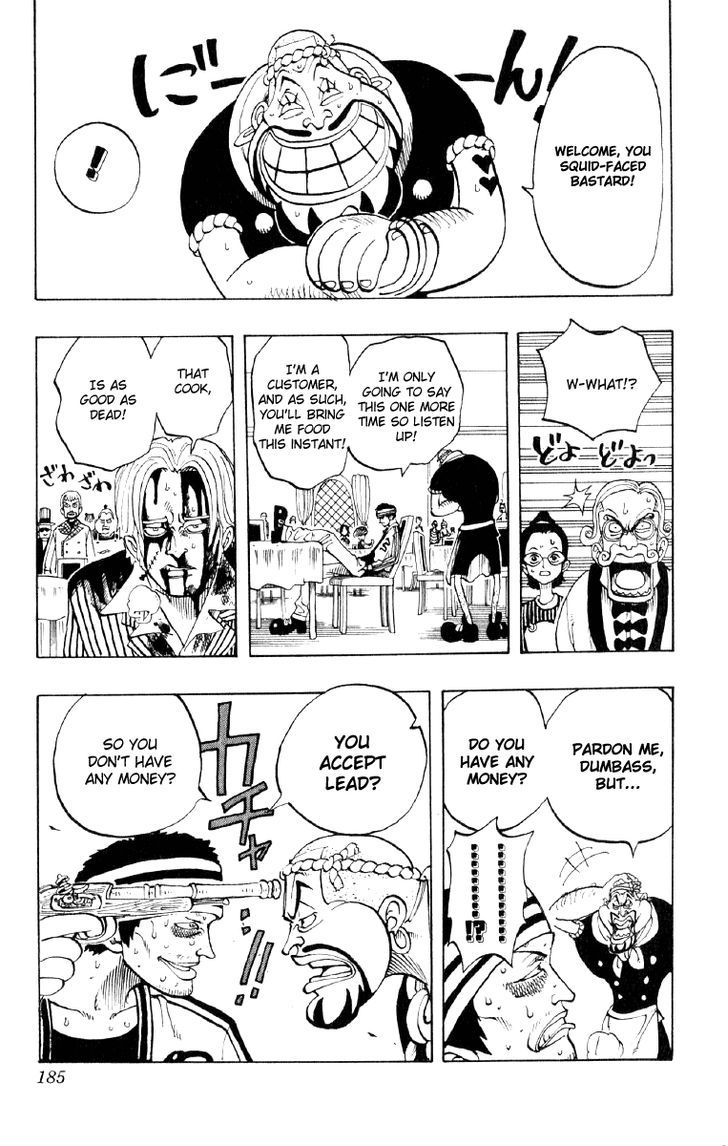 WELCOME, YOU
SQUID-FACED
BASTARD!
にーーん!
!
W-WHAT!?
どよ どよっ
I'M ONLY
GOING TO SAY
THIS ONE MORE
TIME SO LISTEN
UP!
I'M A
CUSTOMER,
AND AS SUCH,
YOU'LL BRING
ME FOOD
THIS INSTANT!
THAT
COOK,
IS AS
GOOD AS
DEAD!
ざわ
ざわ
PARDON ME,
DUMBASS,
BUT...
DO YOU
HAVE ANY
MONEY?
!?
YOU
ACCEPT
LEAD?
カチャ
!!
SO YOU
DON'T HAVE
ANY MONEY?
185